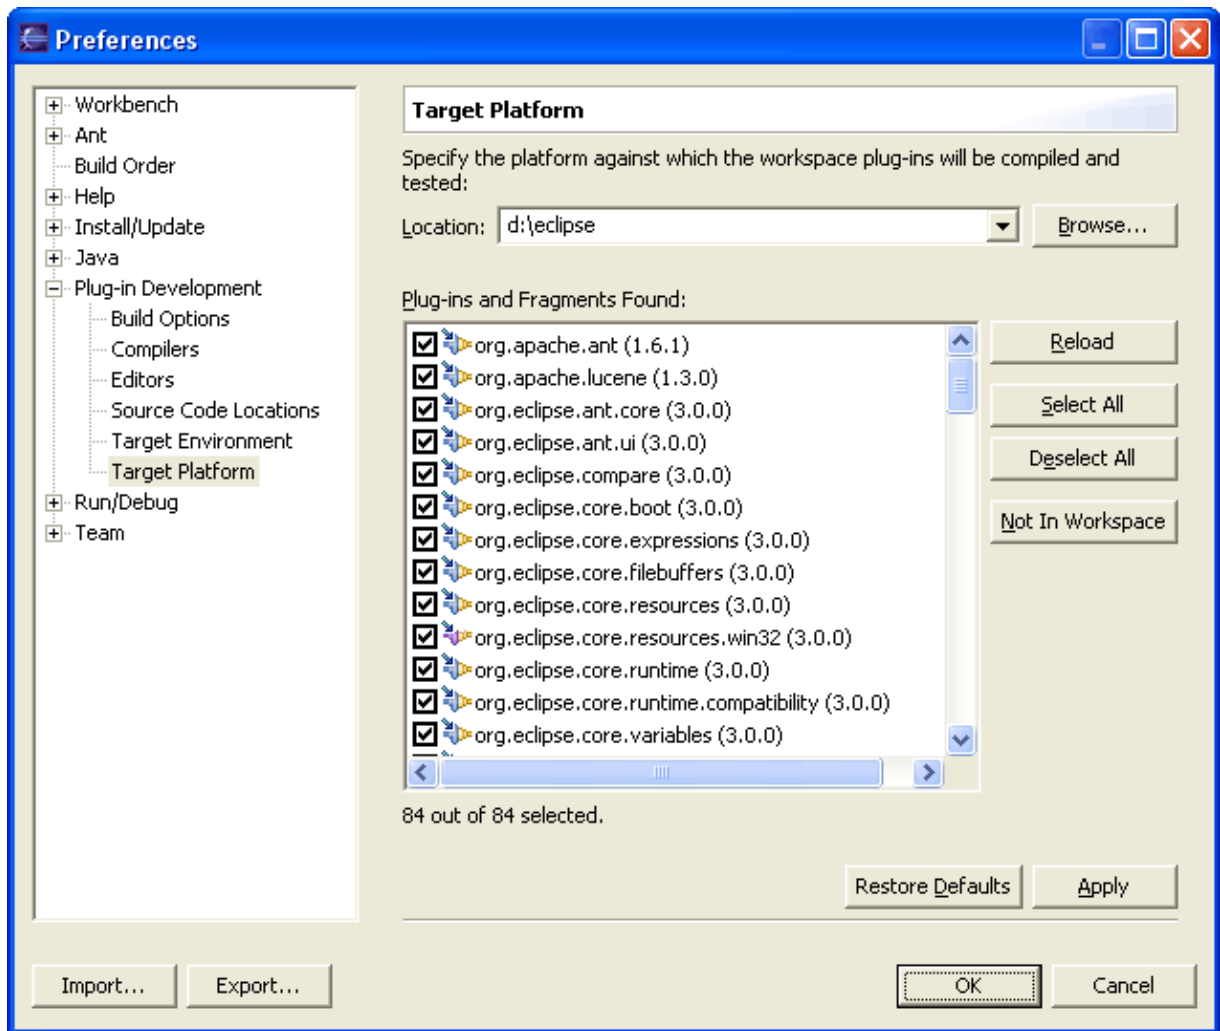 Preferences
Workbench
Ant
Build Order
Help
Install/Update
Java
Plug-in Development
Build Options
Compilers
Editors
Source Code Locations
Target Environment
Target Platform
Run/Debug
Team
Target Platform
Specify the platform against which the workspace plug-ins will be compiled and
tested:
Location: d:\eclipse Browse...
Plug-ins and Fragments Found:
org.apache.ant (1.6.1)
org.apache.lucene (1.3.0)
org.eclipse.ant.core (3.0.0)
org.eclipse.ant.ui (3.0.0)
org.eclipse.compare (3.0.0)
org.eclipse.core.boot (3.0.0)
org.eclipse.core.expressions (3.0.0)
org.eclipse.core.filebuffers (3.0.0)
org.eclipse.core.resources (3.0.0)
org.eclipse.core.resources.win32 (3.0.0)
org.eclipse.core.runtime (3.0.0)
org.eclipse.core.runtime.compatibility (3.0.0)
org.eclipse.core.variables (3.0.0)
Reload
Select All
Deselect All
Not In Workspace
84 out of 84 selected.
Restore Defaults Apply
Import... Export... OK Cancel